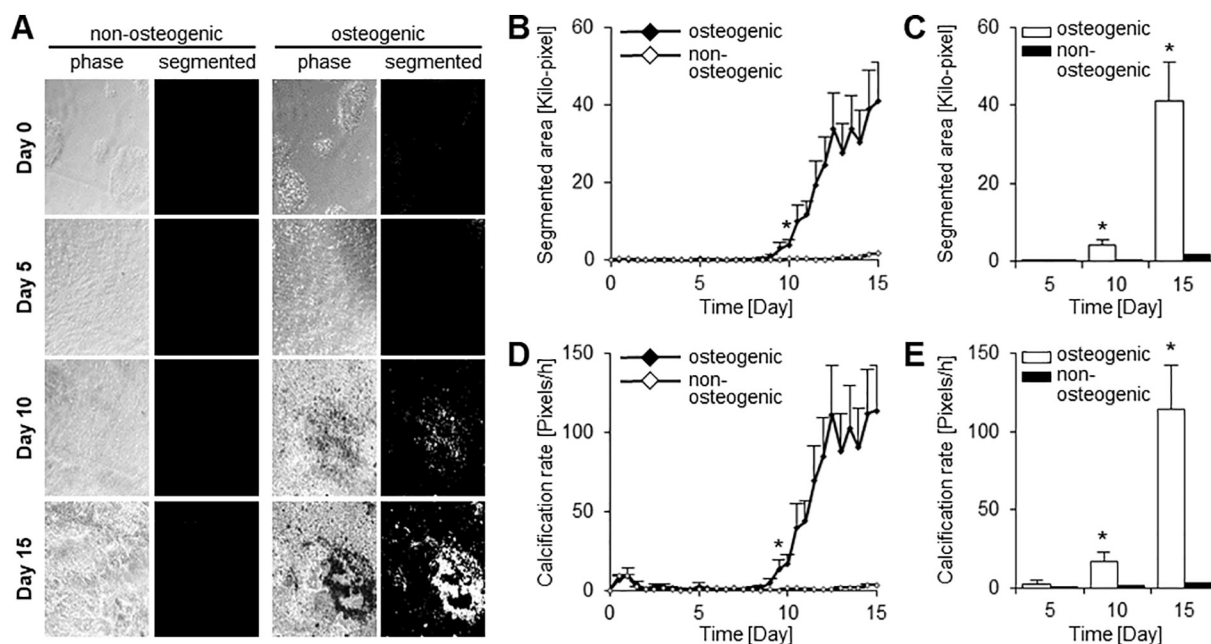 A
non-osteogenic
osteogenic
phase
segmented
phase
segmented
Day 0
Day 5
Day 10
Day 15
B
60
40
20
0
Segmented area [Kilo-pixel]
osteogenic
non-
osteogenic
*
0
5
10
15
Time [Day]
C
60
40
20
0
Segmented area [Kilo-pixel]
osteogenic
non-
osteogenic
*
*
5
10
15
Time [Day]
D
150
100
50
0
Calcification rate [Pixels/h]
osteogenic
non-
osteogenic
*
0
5
10
15
Time [Day]
E
150
100
50
0
Calcification rate [Pixels/h]
osteogenic
non-
osteogenic
*
*
5
10
15
Time [Day]